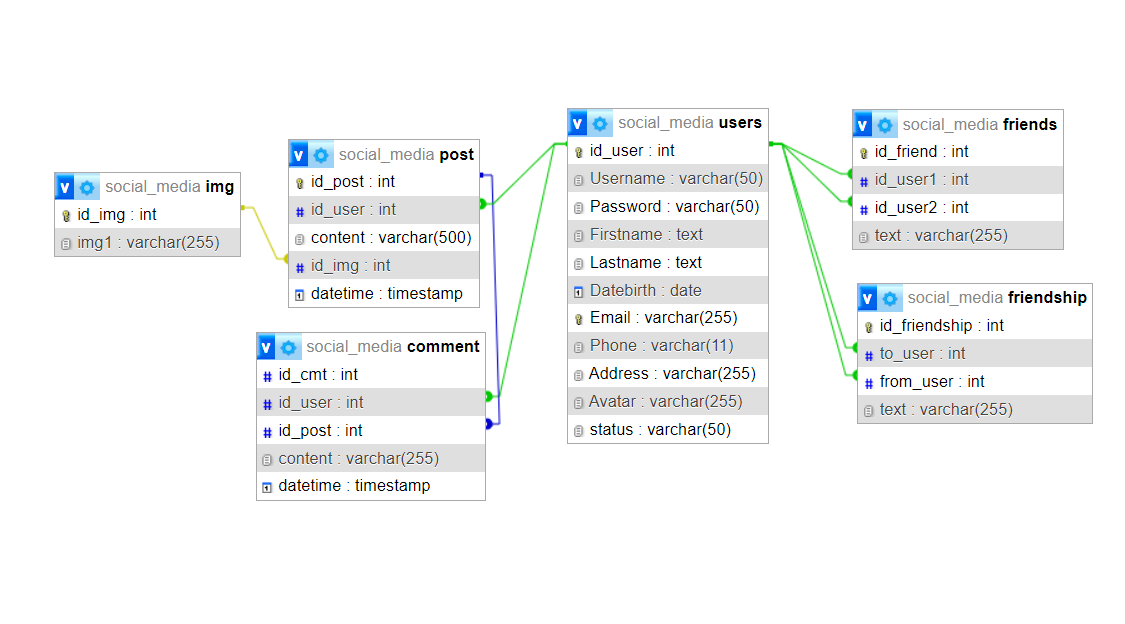 v social_media img
id_img : int
img1 : varchar(255)
v social_media post
id_post : int
# id_user : int
content : varchar(500)
# id_img : int
datetime : timestamp
v social_media comment
# id_cmt : int
# id_user : int
# id_post : int
content : varchar(255)
datetime : timestamp
v social_media users
id_user : int
Username : varchar(50)
Password : varchar(50)
Firstname : text
Lastname : text
Datebirth : date
Email : varchar(255)
Phone : varchar(11)
Address : varchar(255)
Avatar : varchar(255)
status : varchar(50)
v social_media friends
id_friend : int
# id_user1 : int
# id_user2 : int
text : varchar(255)
v social_media friendship
id_friendship : int
# to_user : int
# from_user : int
text : varchar(255)